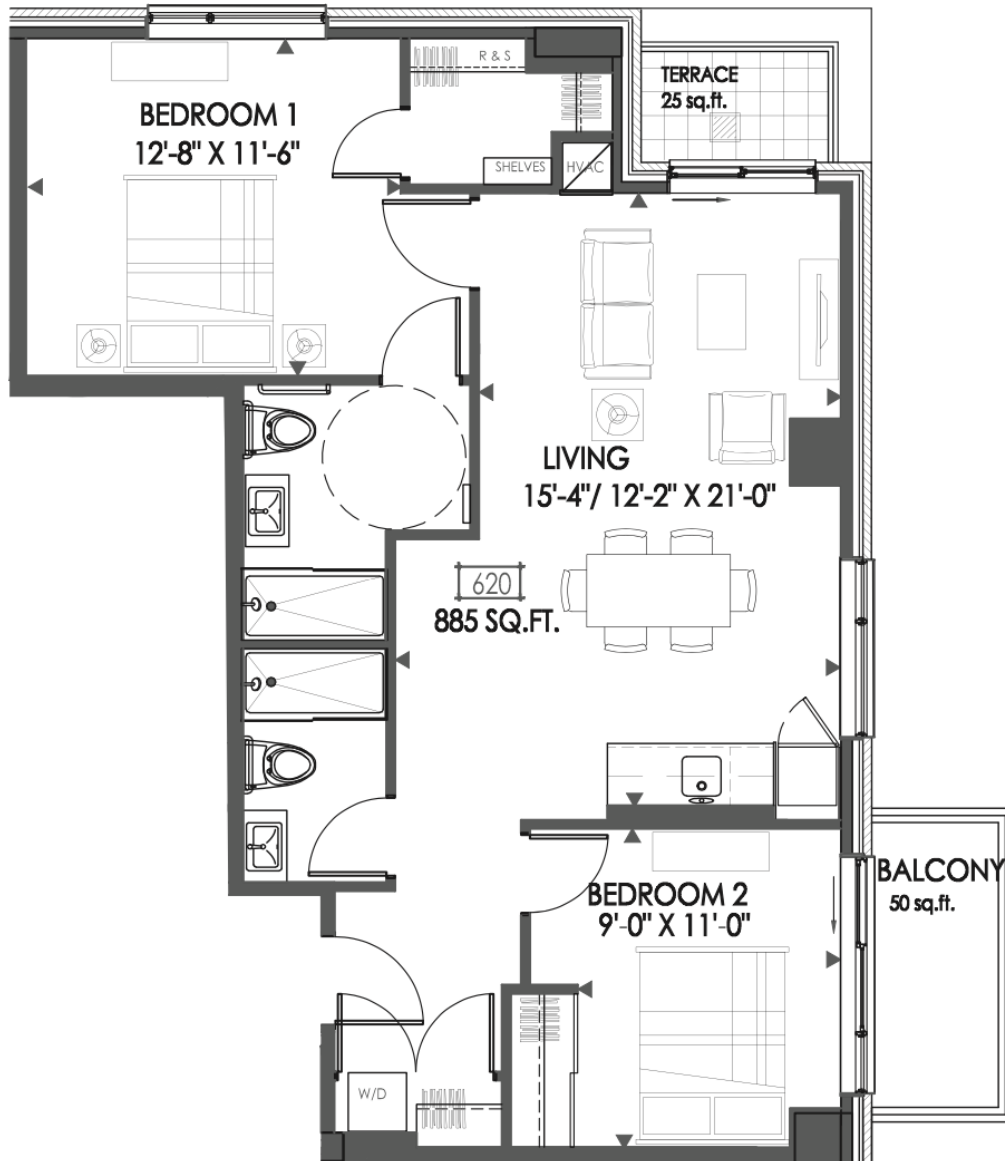 R & S
TERRACE
25 sq.ft.
BEDROOM 1
12'-8" X 11'-6"
SHELVES
HVAC
LIVING
15'-4"/ 12'-2" X 21'-0"
620
885 SQ.FT.
BEDROOM 2
9'-0" X 11'-0"
BALCONY
50 sq.ft.
W/D